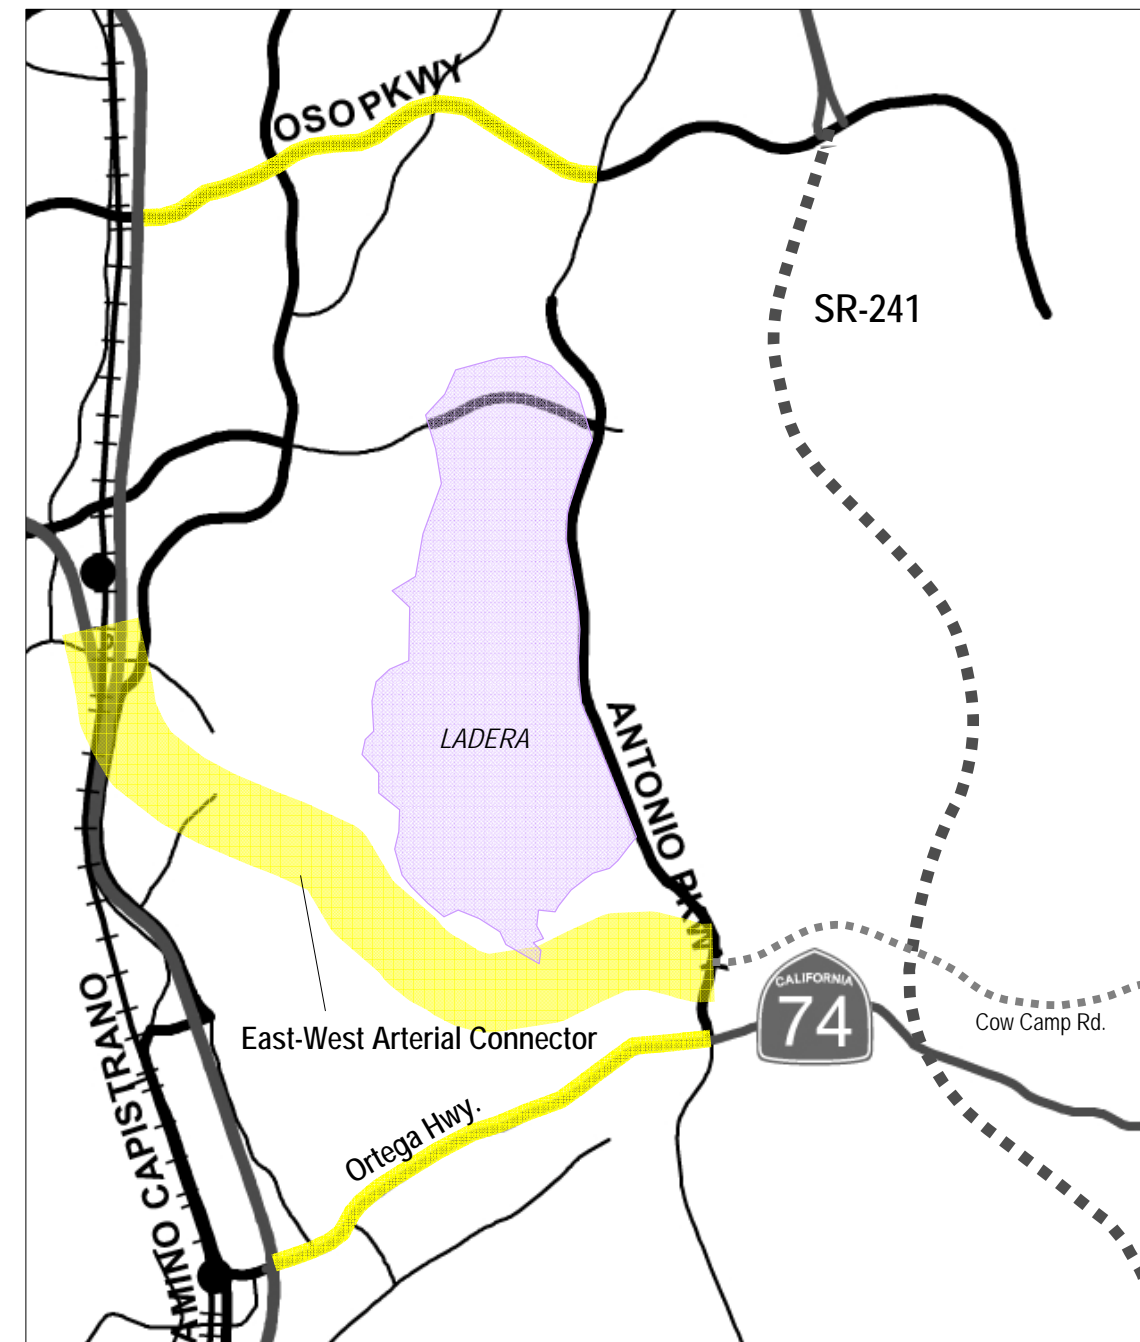 OSO PKWY
SR-241
LADERA
ANTONIO PKWY
CALIFORNIA
74
Cow Camp Rd.
East-West Arterial Connector
Ortega Hwy.
AMINO CAPISTRANO